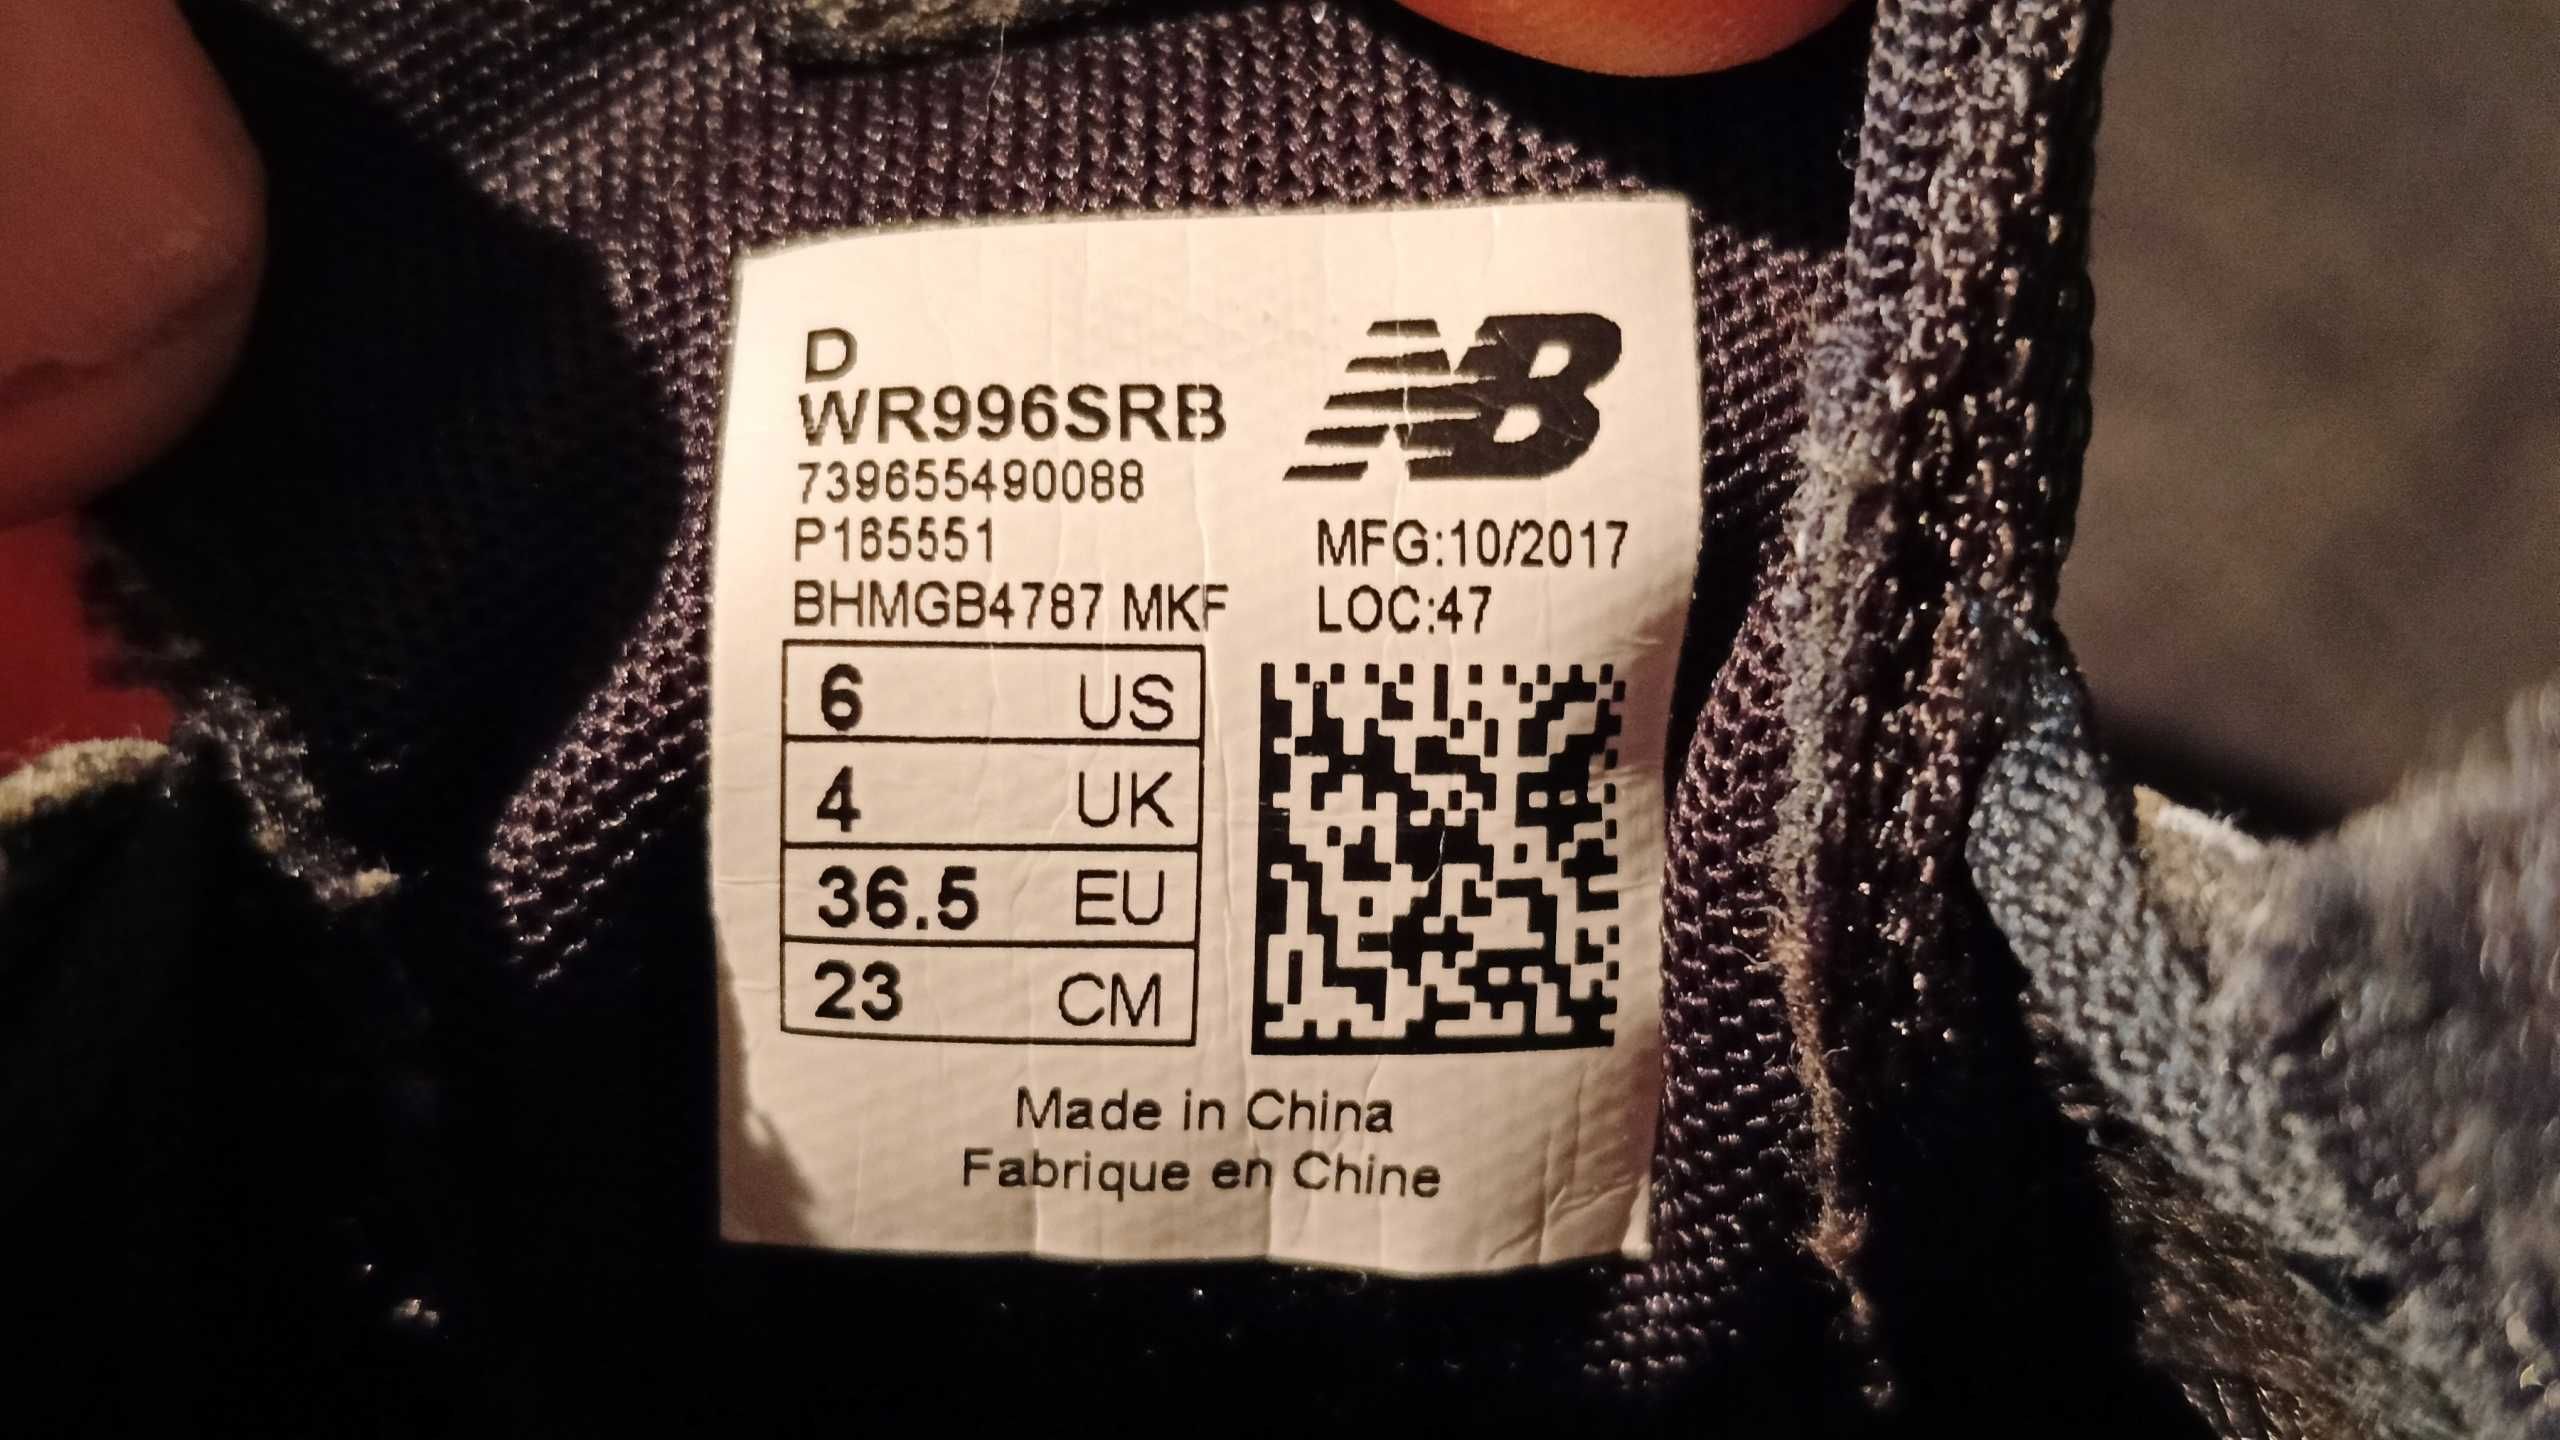 D
WR996SRB
739655490088
P165551
BHMGB4787 MKF
NB
MFG:10/2017
LOC:47
6 US
4 UK
36.5 EU
23 CM
Made in China
Fabrique en Chine